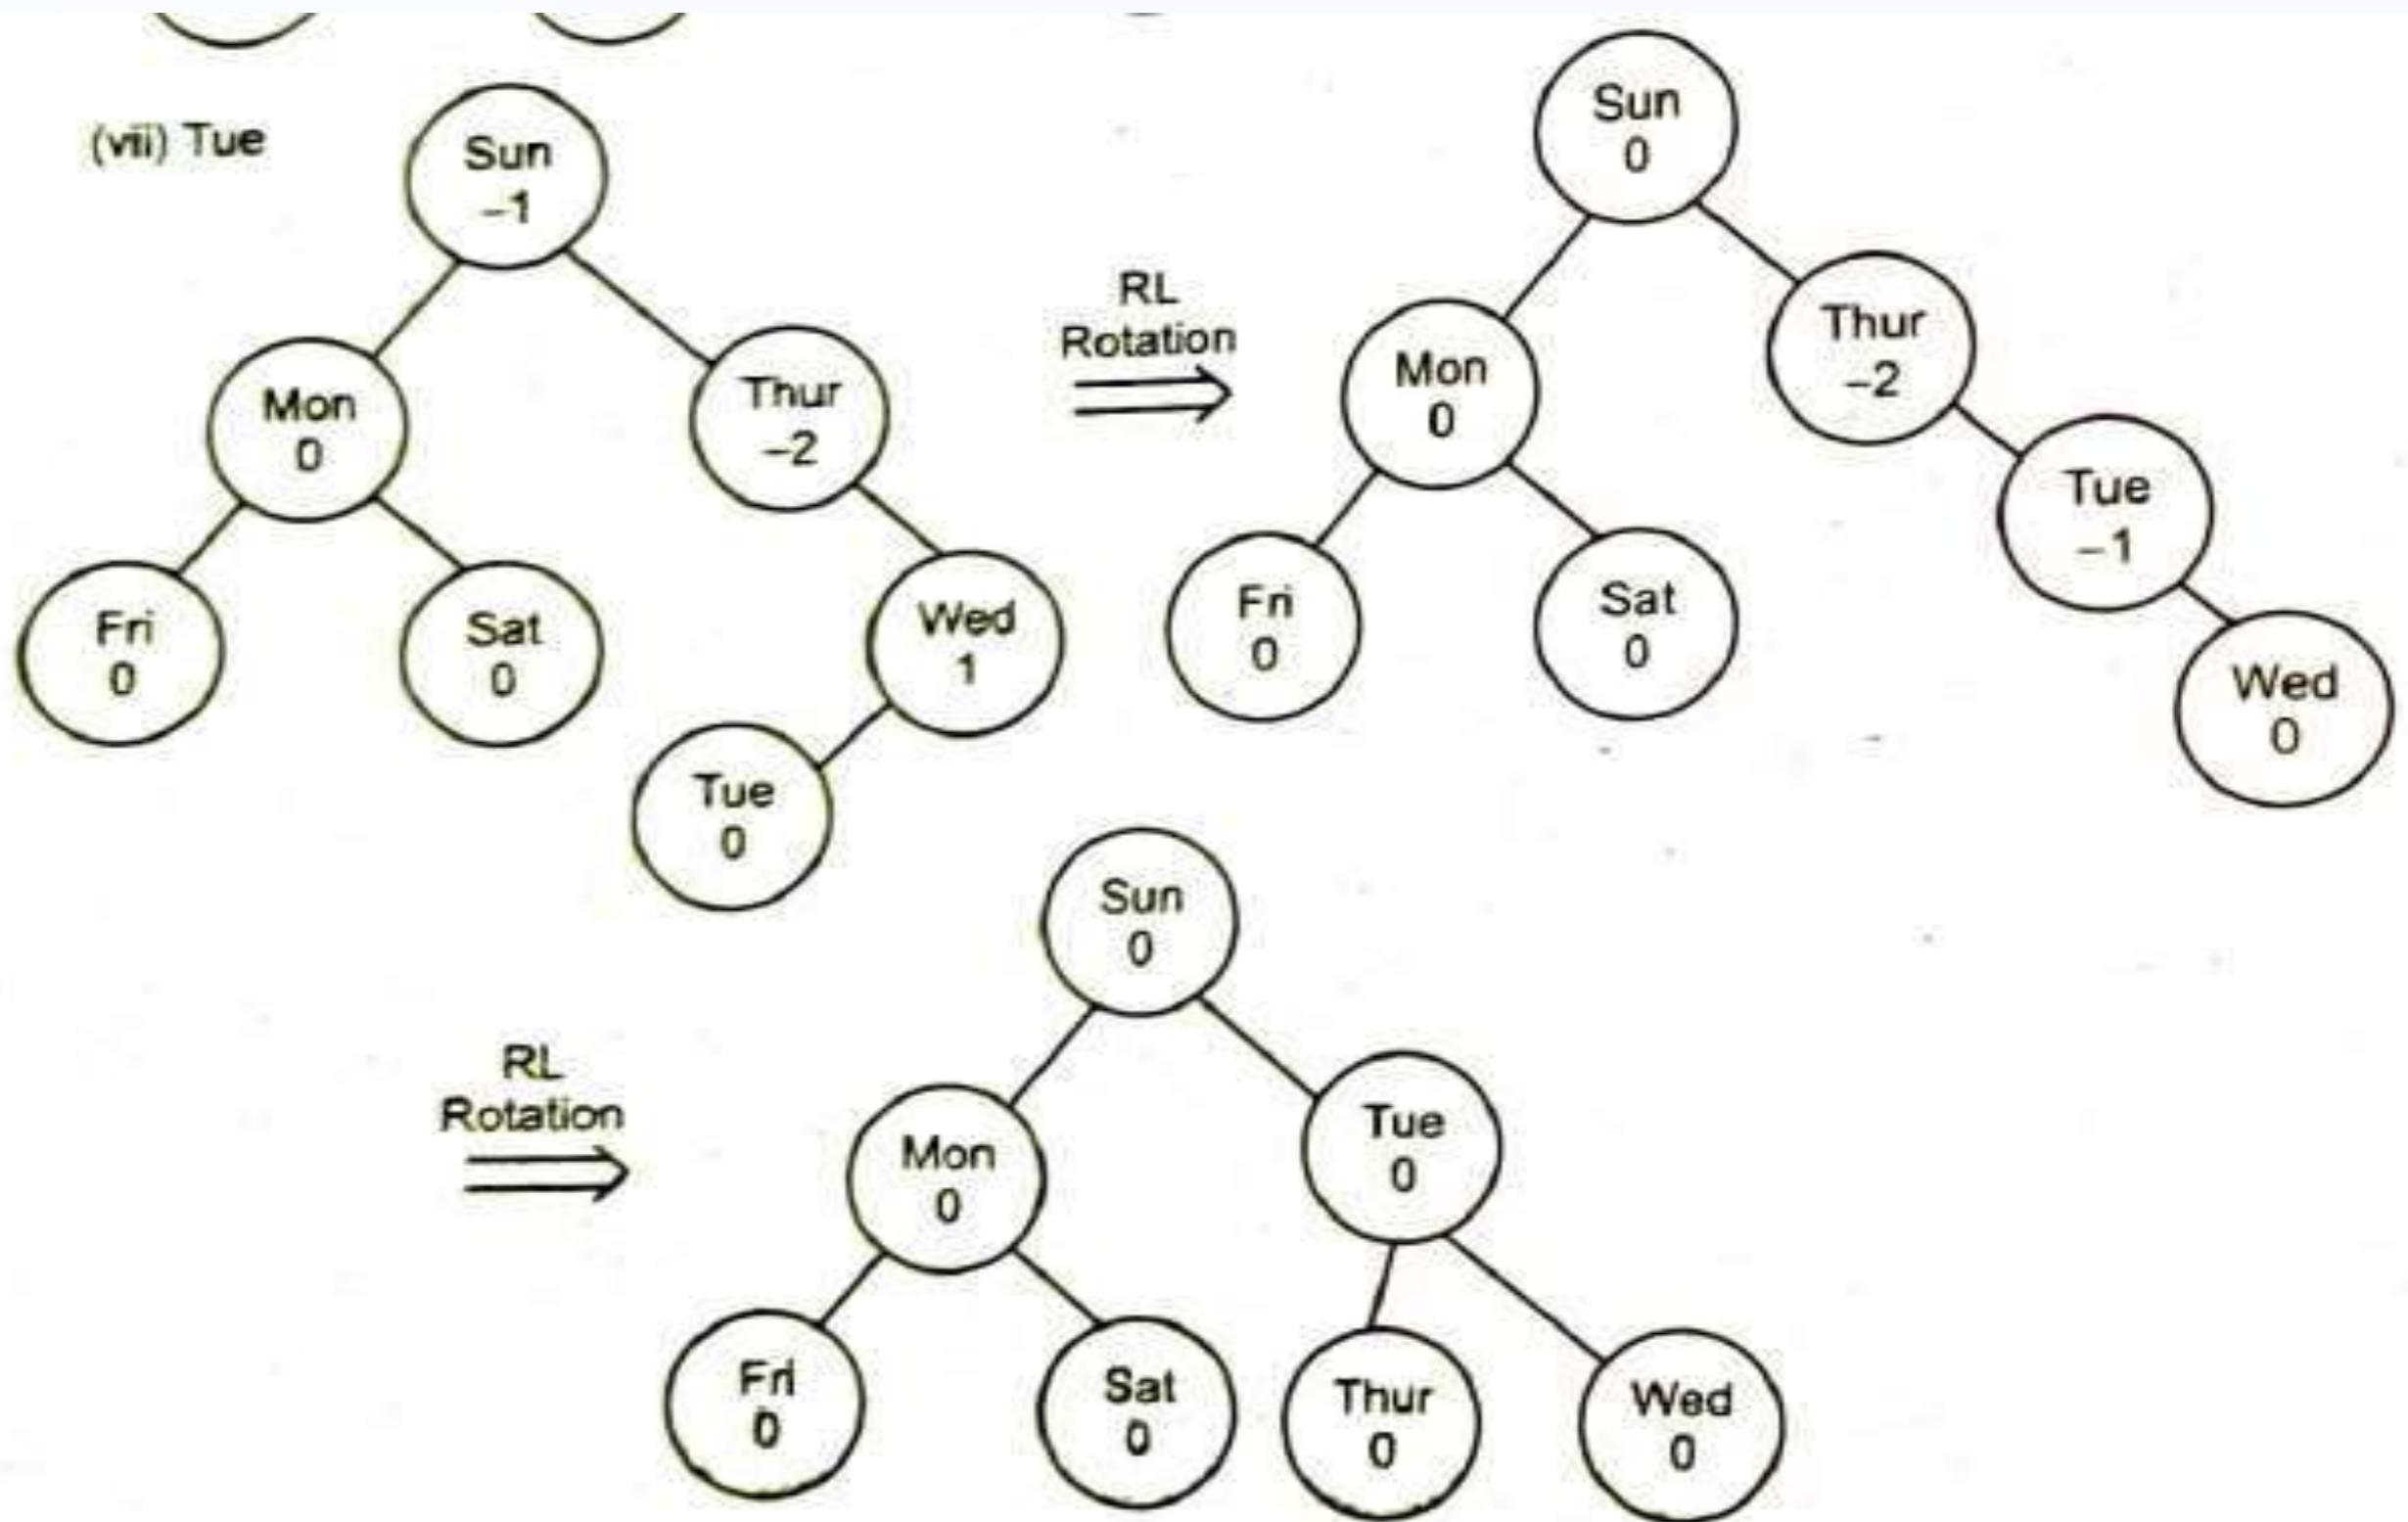 (vii) Tue
Sun
–1
Mon
0
Thur
–2
Fri
0
Sat
0
Wed
1
Tue
0
RL
Rotation
Sun
0
Mon
0
Thur
–2
Fri
0
Sat
0
Tue
–1
Wed
0
RL
Rotation
Sun
0
Mon
0
Tue
0
Fri
0
Sat
0
Thur
0
Wed
0